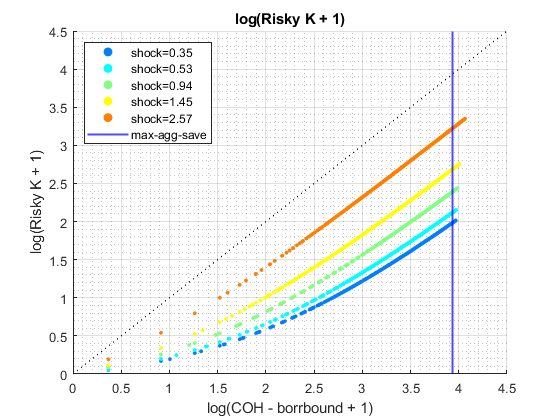 log(Risky K + 1)
4.5
4
3.5
3
2.5
2
1.5
1
0.5
0
log(Risky K + 1)
shock=0.35
shock=0.53
shock=0.94
shock=1.45
shock=2.57
max-agg-save
0 0.5 1 1.5 2 2.5 3 3.5 4 4.5
log(COH - borrbound + 1)